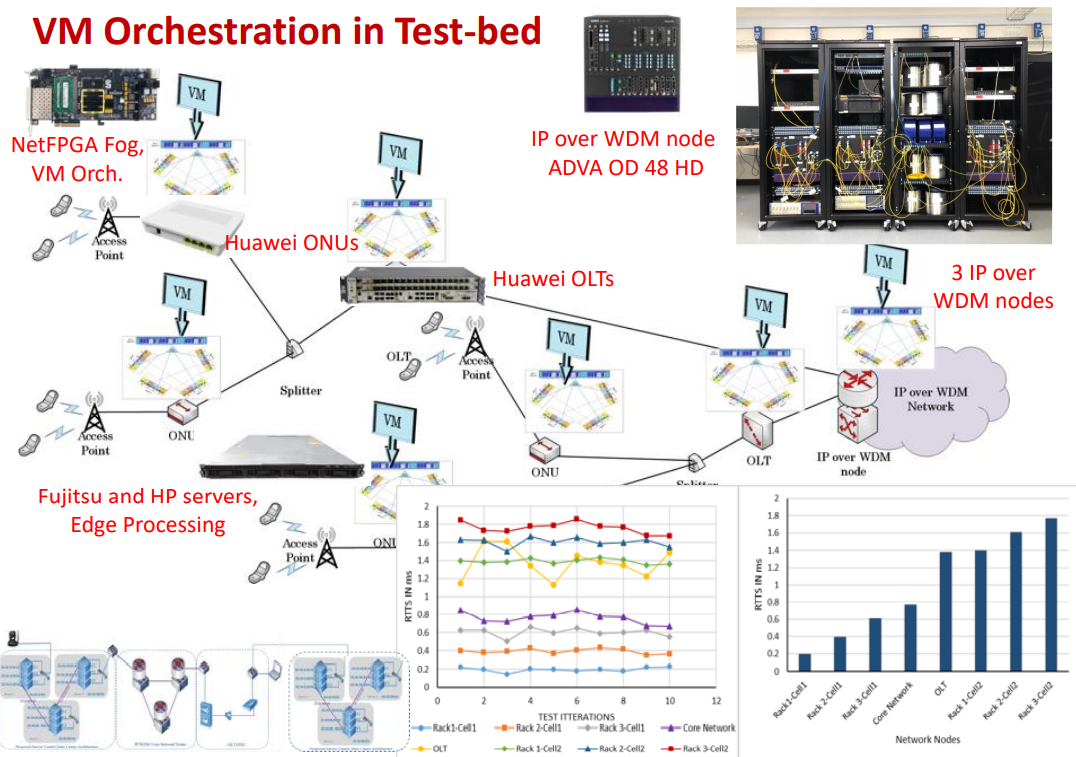 VM Orchestration in Test-bed
VM
NetFPGA Fog,
VM Orch.
VM
IP over WDM node
ADVA OD 48 HD
Access
Point
Huawei ONUs
Huawei OLTs
VM
3 IP over
WDM nodes
VM
VM
VM
OLT
Access
Point
Splitter
IP over WDM
Network
Access
Point
ONU
VM
ONU
OLT
IP over WDM
node
Splitter
Fujitsu and HP servers,
Edge Processing
Access
Point
ONU
RTTS IN ms
2
1.8
1.6
1.4
1.2
1
0.8
0.6
0.4
0.2
0
0 2 4 6 8 10 12
TEST ITTERATIONS
Rack1-Cell1 Rack 2-Cell1 Rack 3-Cell1 Core Network
OLT Rack 1-Cell2 Rack 2-Cell2 Rack 3-Cell2
RTTS IN ms
2
1.8
1.6
1.4
1.2
1
0.8
0.6
0.4
0.2
0
Rack1-Cell1
Rack 2-Cell1
Rack 3-Cell1
Core Network
OLT
Rack 1-Cell2
Rack 2-Cell2
Rack 3-Cell2
Network Nodes